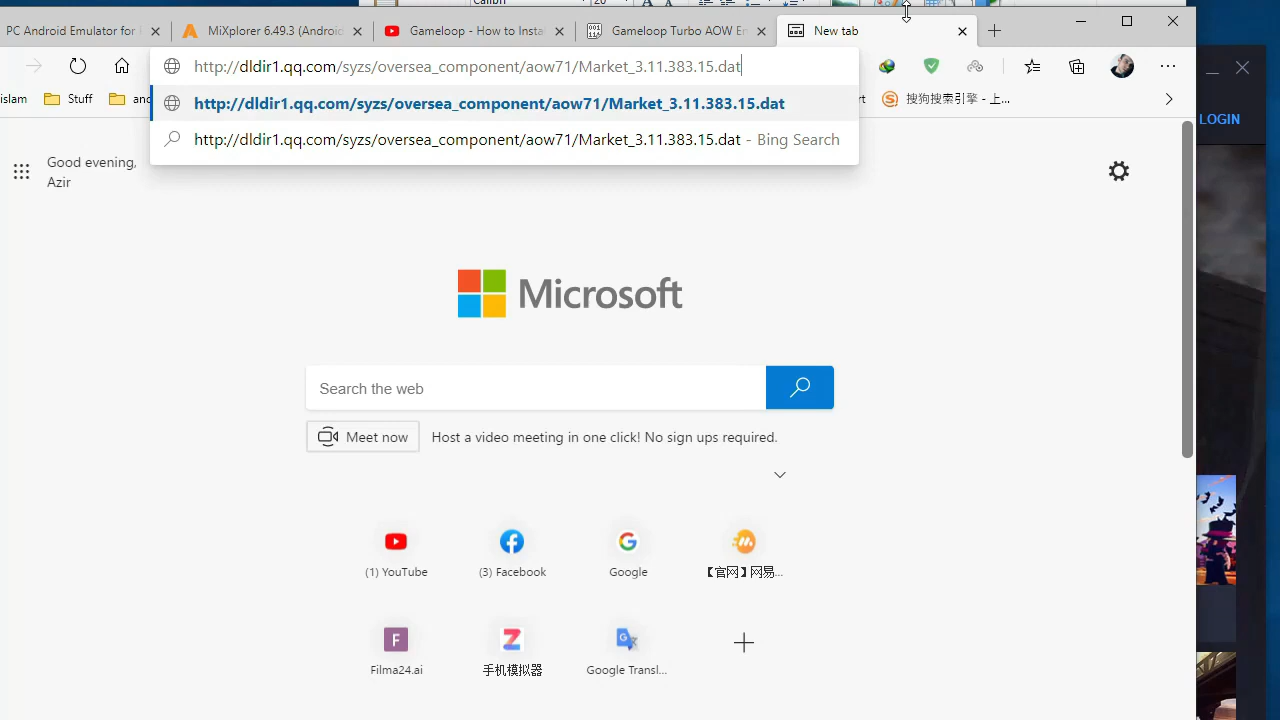 Calibri
20
PC Android Emulator for
MiXplorer 6.49.3 (Androi
Gameloop - How to Insta
Gameloop Turbo AOW En
New tab
http://dldir1.qq.com/syzs/oversea_component/aow71/Market_3.11.383.15.dat
islam
Stuff
and
http://dldir1.qq.com/syzs/oversea_component/aow71/Market_3.11.383.15.dat
搜狗搜索引擎 - 上...
http://dldir1.qq.com/syzs/oversea_component/aow71/Market_3.11.383.15.dat - Bing Search
LOGIN
Good evening,
Azir
Microsoft
Search the web
Meet now
Host a video meeting in one click! No sign ups required.
(1) YouTube
(3) Facebook
Google
【官网】网易...
Filma24.ai
手机模拟器
Google Transl...